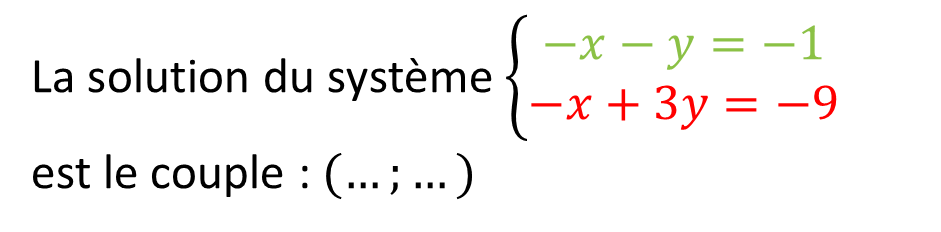 La solution du système { −x − y = −1
−x + 3y = −9
est le couple : (… ; … )